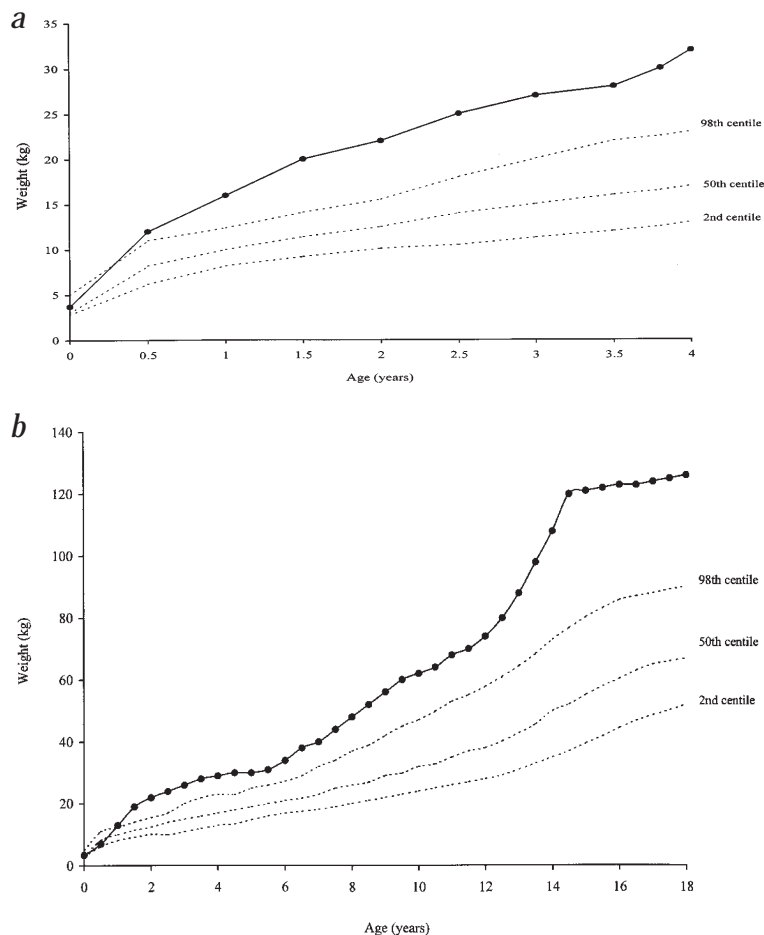 a
35
30
25
20
15
10
5
0
Weight (kg)
98th centile
50th centile
2nd centile
0 0.5 1 1.5 2 2.5 3 3.5 4
Age (years)
b
140
120
100
80
60
40
20
0
Weight (kg)
98th centile
50th centile
2nd centile
0 2 4 6 8 10 12 14 16 18
Age (years)